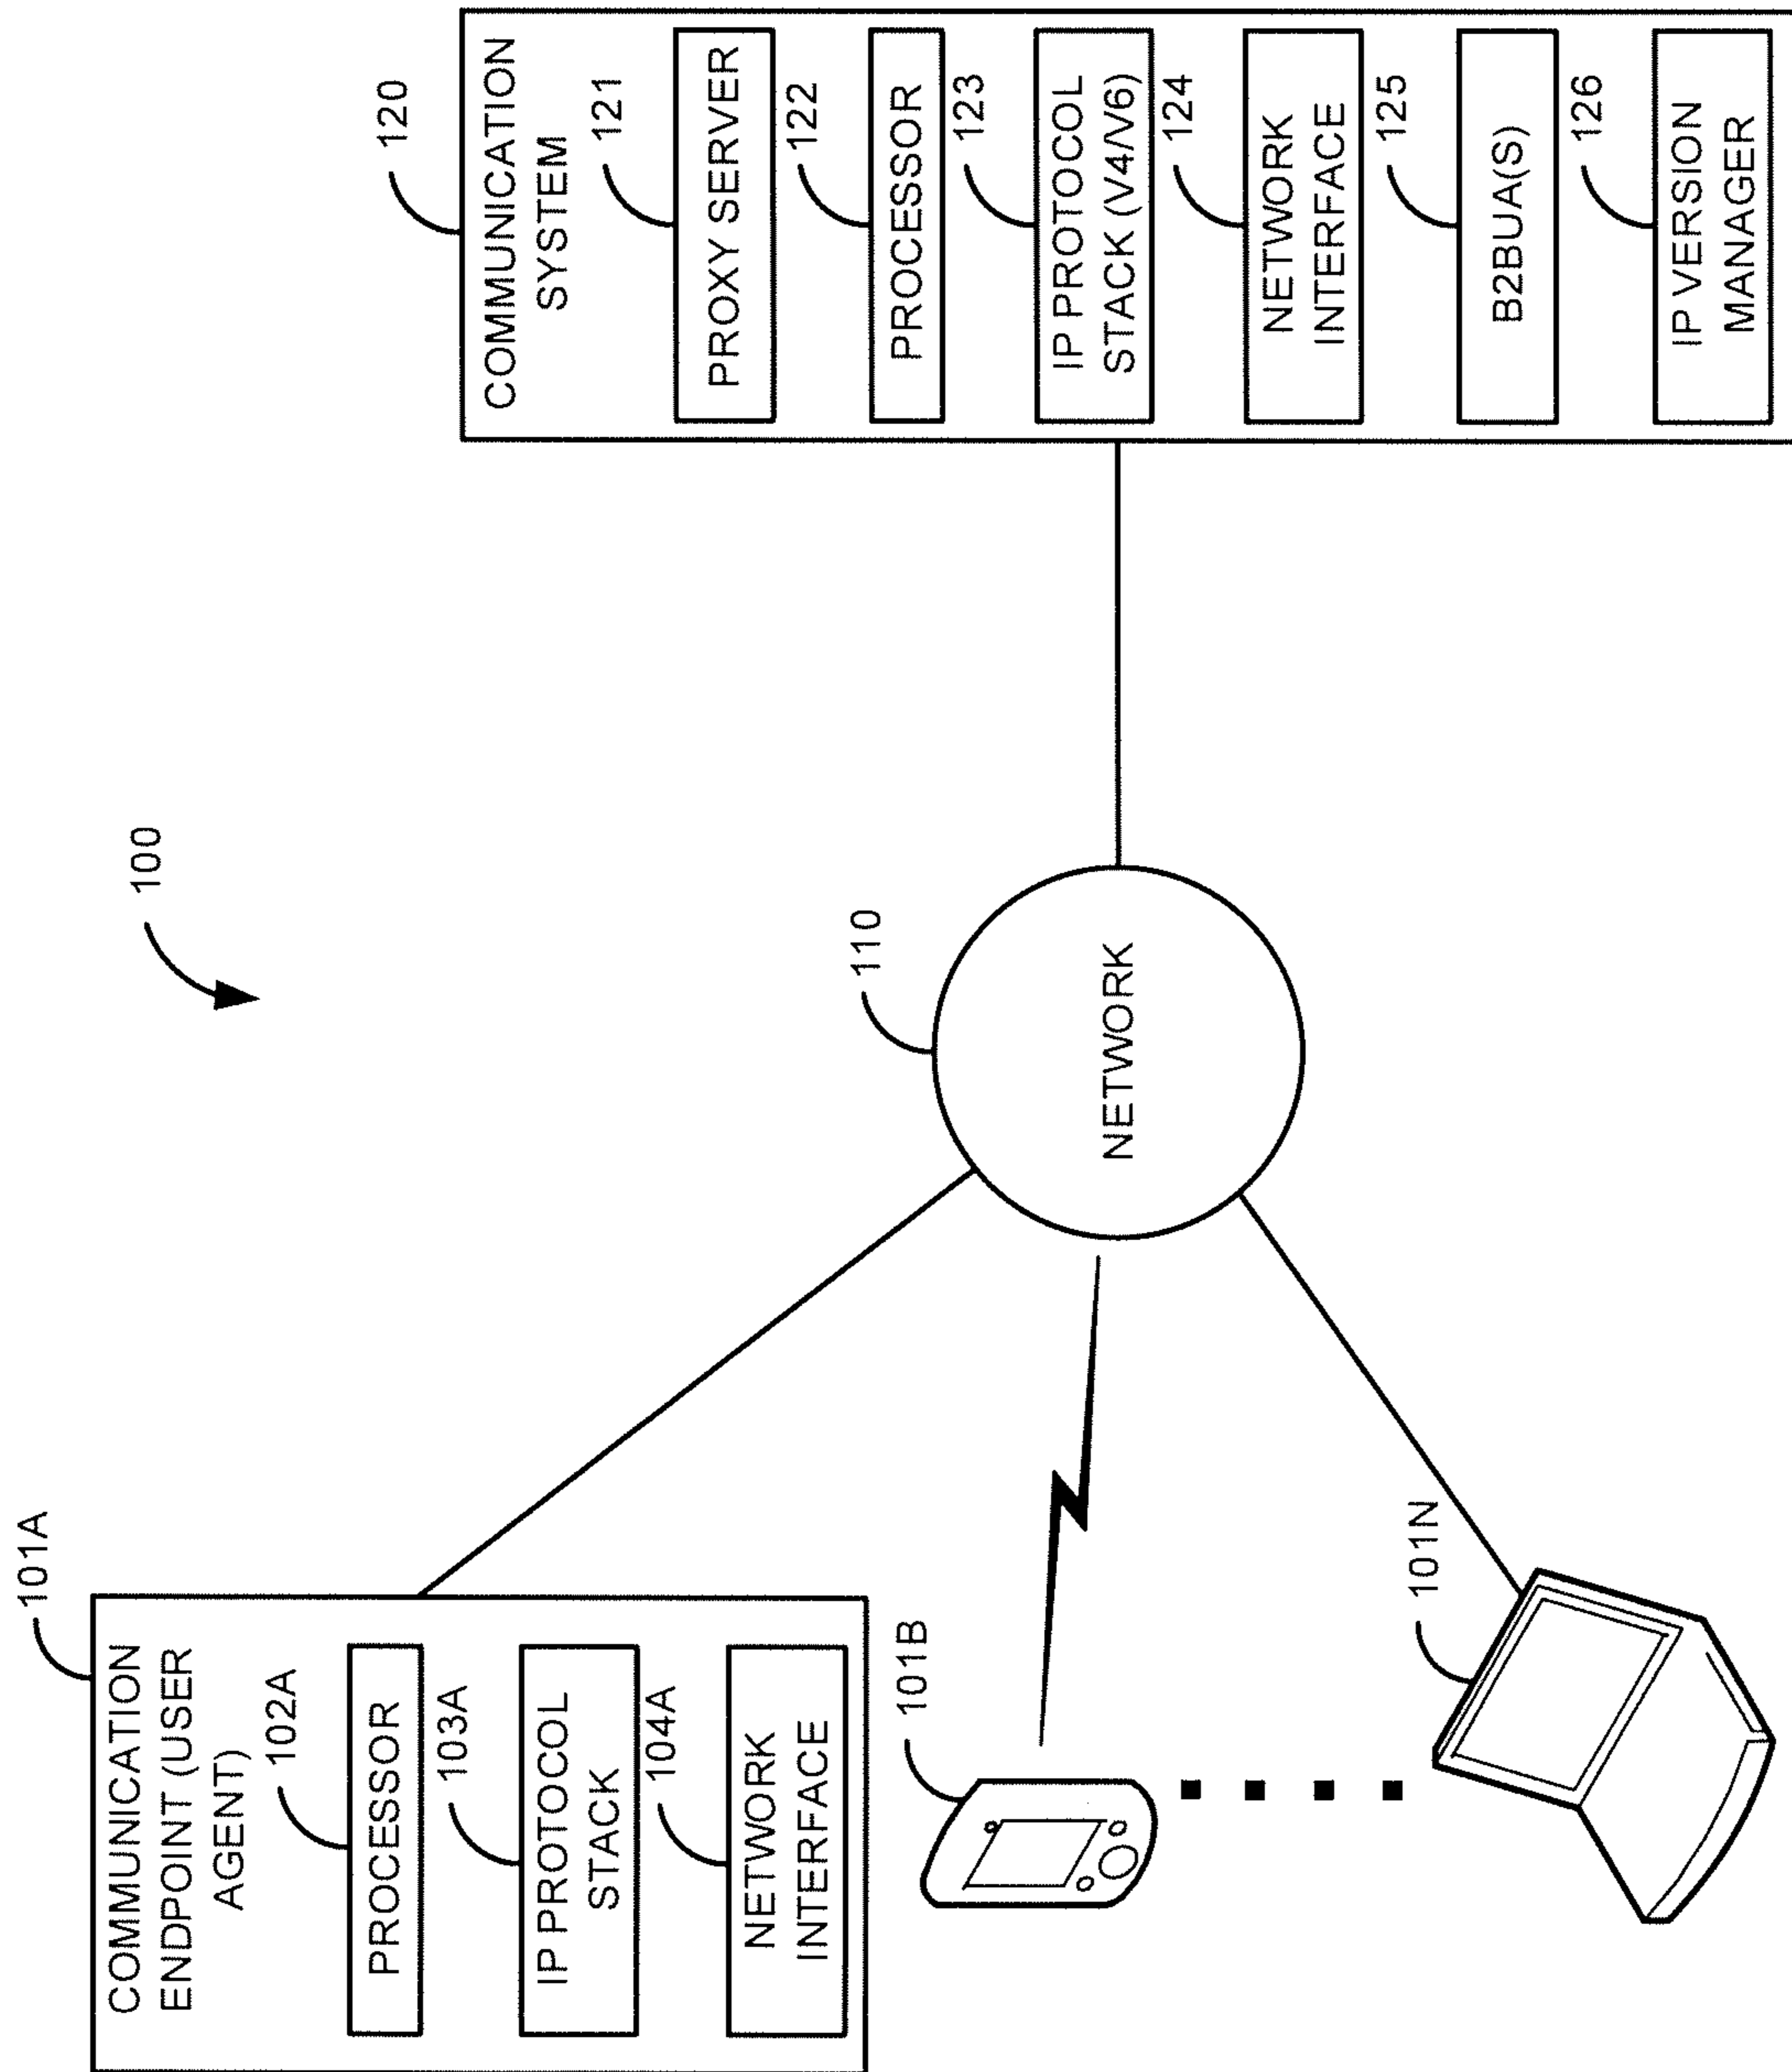 100
101A
COMMUNICATION
ENDPOINT (USER
AGENT)
102A
PROCESSOR
103A
IP PROTOCOL
STACK
104A
NETWORK
INTERFACE
101B
101N
110
NETWORK
120
COMMUNICATION
SYSTEM
121
PROXY SERVER
122
PROCESSOR
123
IP PROTOCOL
STACK (V4/V6)
124
NETWORK
INTERFACE
125
B2BUA(S)
126
IP VERSION
MANAGER